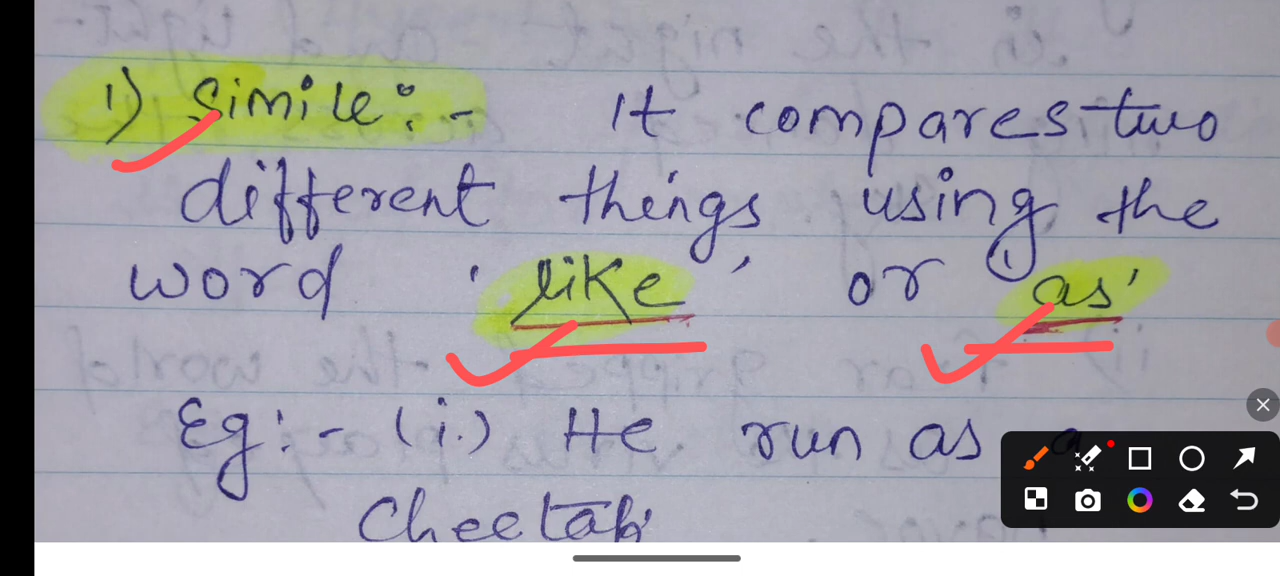 1) Simile:- It compares two
different things using the
word 'like' or 'as'
Eg:- (i.) He run as a
Cheetah